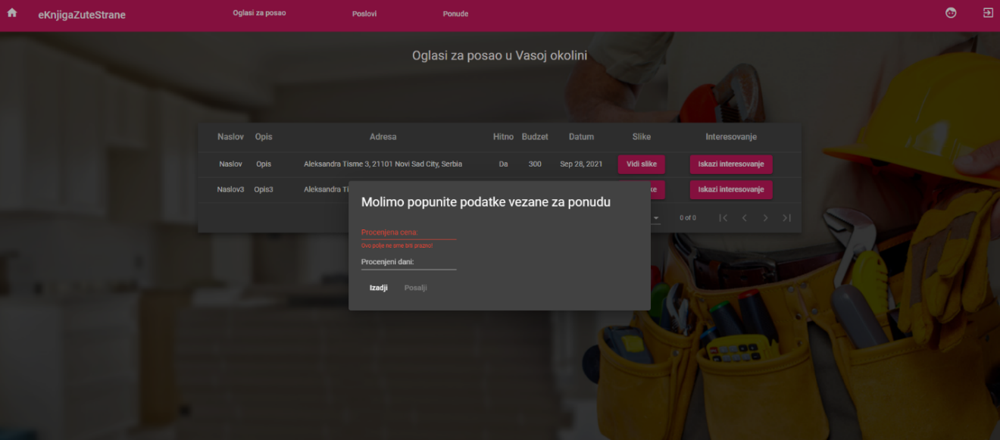 eKnjigaZuteStrane Oglasi za posao Poslovi Ponude
Oglasi za posao u Vasoj okolini
Naslov Opis Adresa Hitno Budzet Datum Slike Interesovanje
Naslov Opis Aleksandra Tisme 3, 21101 Novi Sad City, Serbia Da 300 Sep 28, 2021 Vidi slike Iskazi interesovanje
Naslov3 Opis3 Aleksandra Ti ke Iskazi interesovanje
0 of 0
Molimo popunite podatke vezane za ponudu
Procenjena cena:
Ovo polje ne sme biti prazno!
Procenjeni dani:
Izadji Posalji